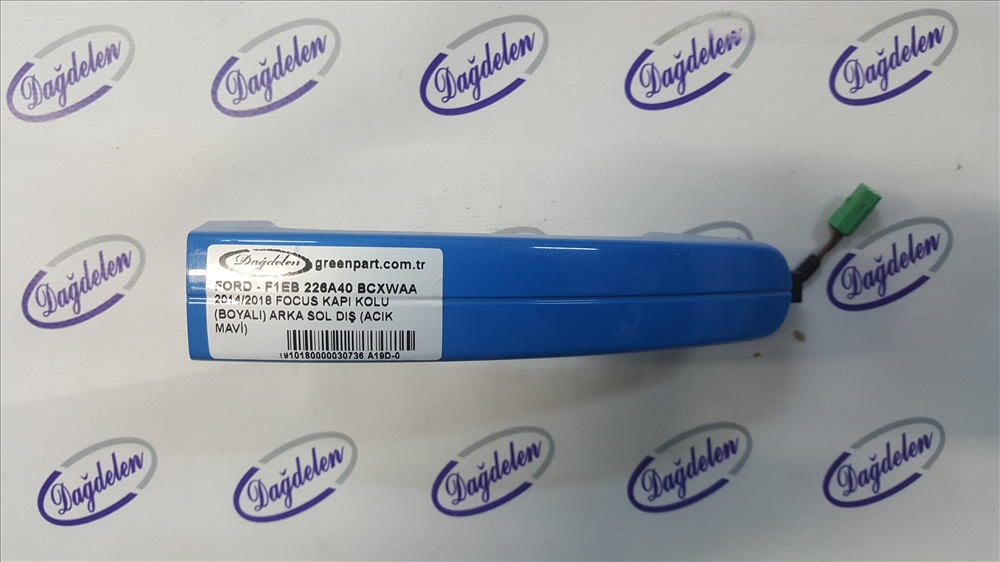 Dağdelen Dağdelen Dağdelen Dağdelen Dağdelen
Dağdelen greenpart.com.tr
FORD - F1EB 226A40 BCXWAA
2014/2018 FOCUS KAPI KOLU
(BOYALI) ARKA SOL DIŞ (ACIK
MAVİ)
1910180000030736 A19D-0
Dağdelen Dağdelen
Dağdelen Dağdelen Dağdelen Dağdelen Dağdelen